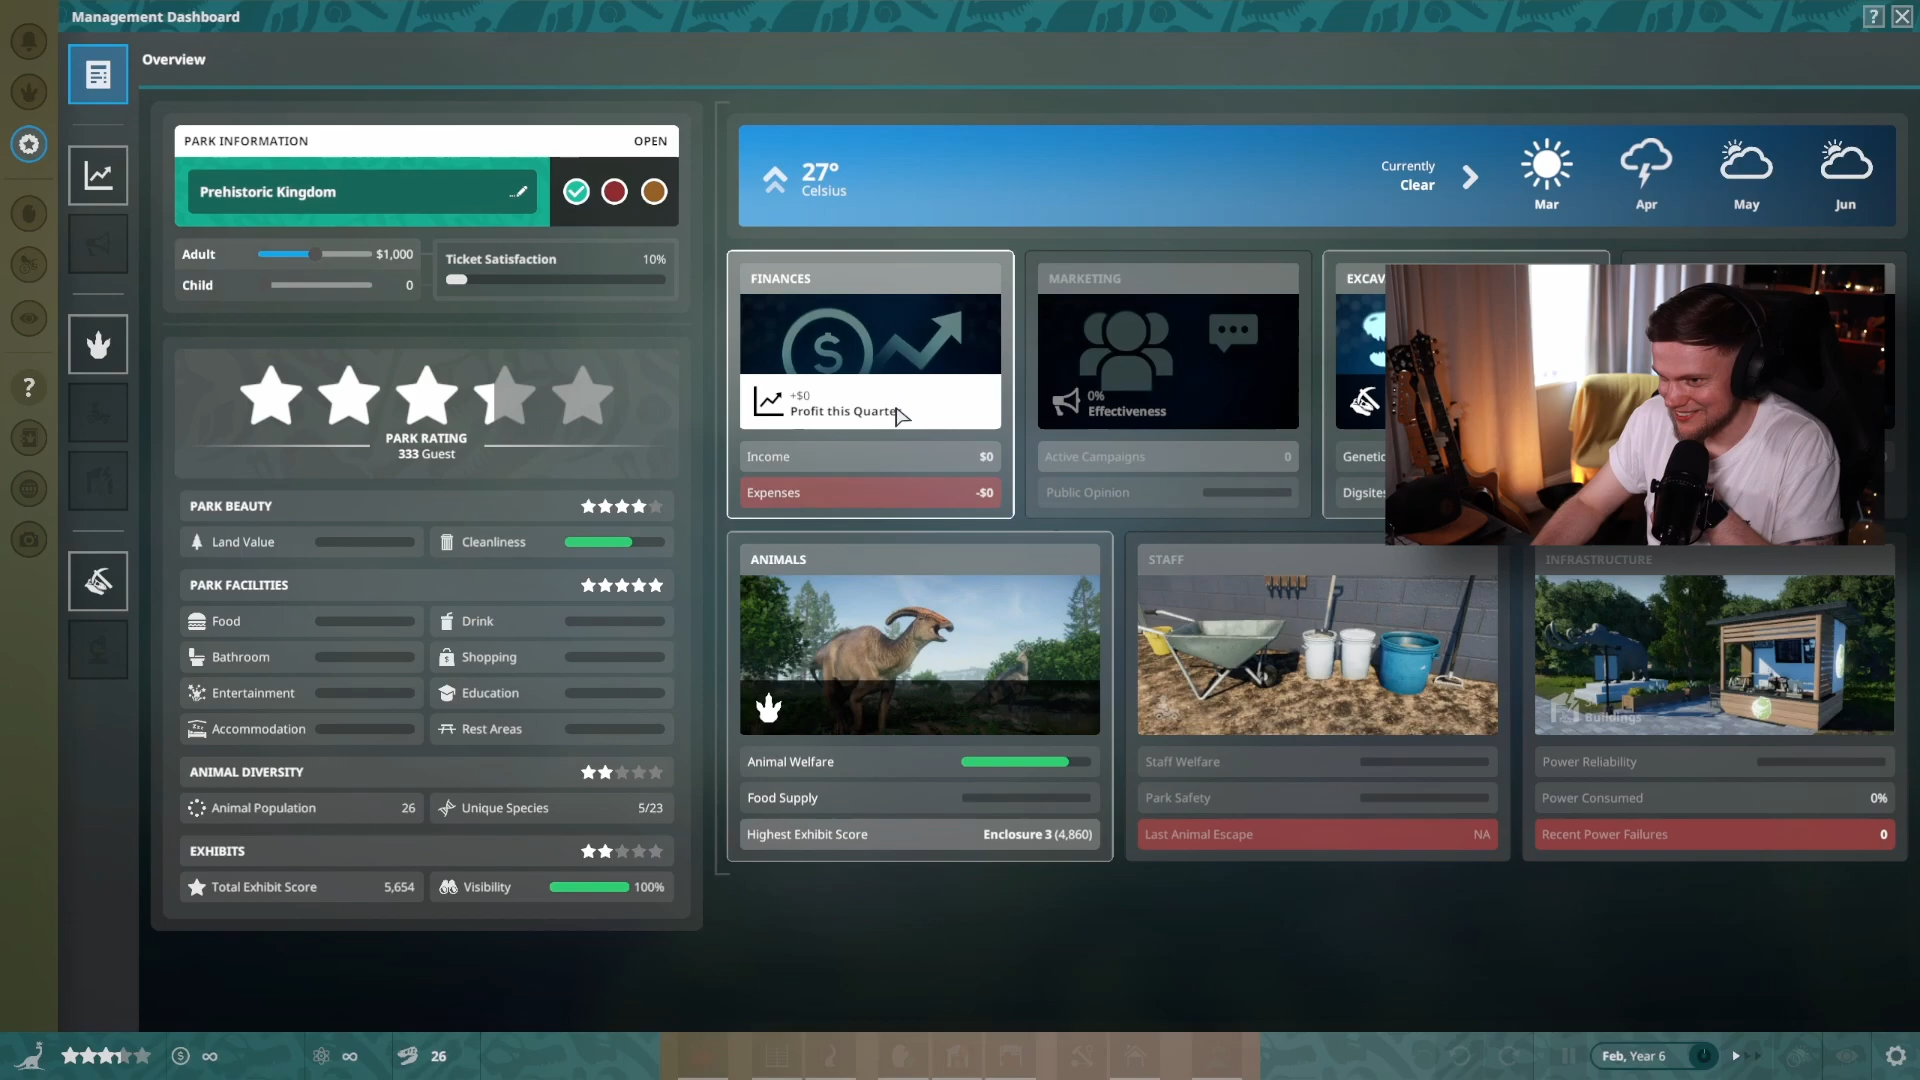 Management Dashboard
?
Overview
PARK INFORMATION OPEN
Prehistoric Kingdom
Adult $1,000
Child 0
Ticket Satisfaction 10%
PARK RATING
333 Guest
PARK BEAUTY
Land Value
Cleanliness
PARK FACILITIES
Food
Drink
Bathroom
Shopping
Entertainment
Education
Accommodation
Rest Areas
ANIMAL DIVERSITY
Animal Population 26
Unique Species 5/23
EXHIBITS
Total Exhibit Score 5,654
Visibility 100%
27°
Celsius
Currently
Clear
Mar
Apr
May
Jun
FINANCES
+$0
Profit this
Income $0
Expenses -$0
MARKETING
0%
Effectiveness
Active Campaigns 0
Public Opinion
EXCAV
Genetic
Digsites
ANIMALS
Animal Welfare
Food Supply
Highest Exhibit Score Enclosure 3 (4,860)
STAFF
Staff Welfare
Park Safety
Last Animal Escape NA
INFRASTRUCTURE
Buildings
Power Reliability
Power Consumed 0%
Recent Power Failures 0
?
∞
∞
26
Feb, Year 6